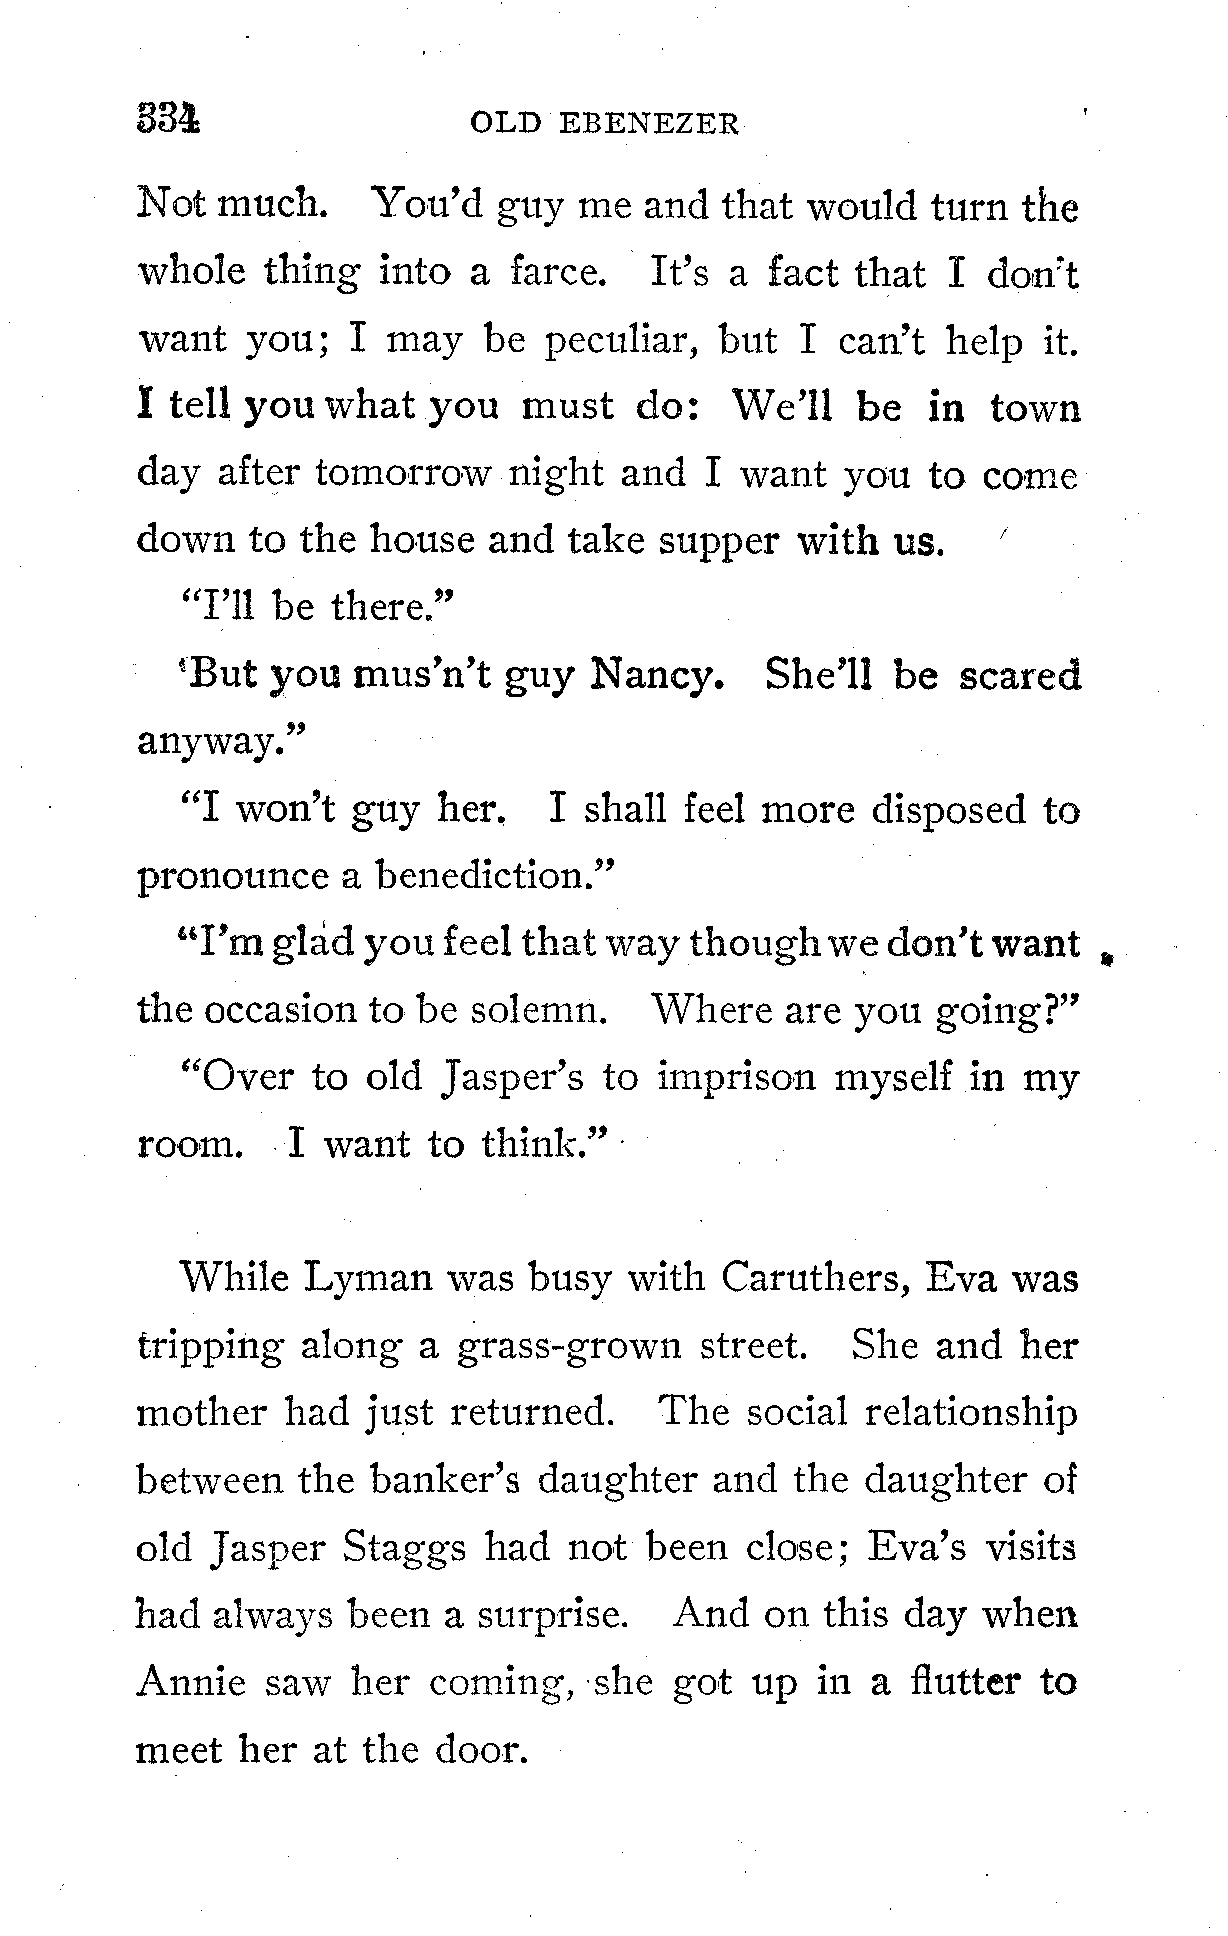 334 OLD EBENEZER
Not much. You'd guy me and that would turn the
whole thing into a farce. It's a fact that I don't
want you; I may be peculiar, but I can't help it.
I tell you what you must do: We'll be in town
day after tomorrow night and I want you to come
down to the house and take supper with us.
"I'll be there."
'But you mus'n't guy Nancy. She'll be scared
anyway."
"I won't guy her. I shall feel more disposed to
pronounce a benediction."
"I'm glad you feel that way though we don't want
the occasion to be solemn. Where are you going?"
"Over to old Jasper's to imprison myself in my
room. I want to think."
While Lyman was busy with Caruthers, Eva was
tripping along a grass-grown street. She and her
mother had just returned. The social relationship
between the banker's daughter and the daughter of
old Jasper Staggs had not been close; Eva's visits
had always been a surprise. And on this day when
Annie saw her coming, she got up in a flutter to
meet her at the door.